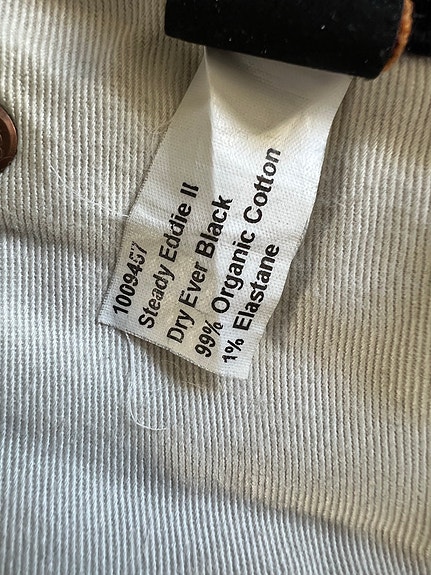 1009457
Steady Eddie II
Dry Ever Black
99% Organic Cotton
1% Elastane